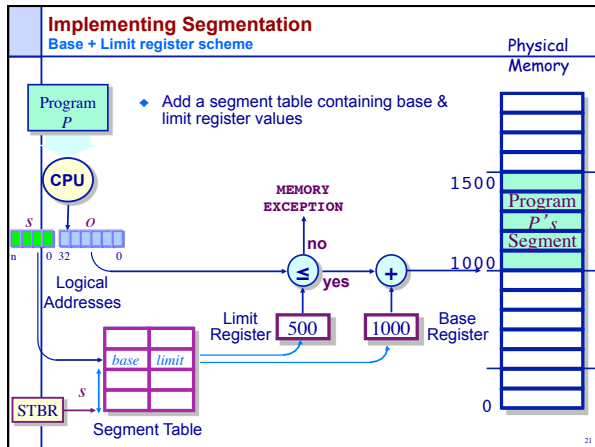 Implementing Segmentation
Base + Limit register scheme
Physical
Memory
Program
P
◆ Add a segment table containing base &
limit register values
CPU
1500
MEMORY
EXCEPTION
Program
P's
Segment
s
o
no
n
0
32
0
≤
yes
+
1000
Logical
Addresses
Limit
Register
500
1000
Base
Register
base
limit
s
STBR
0
Segment Table
21